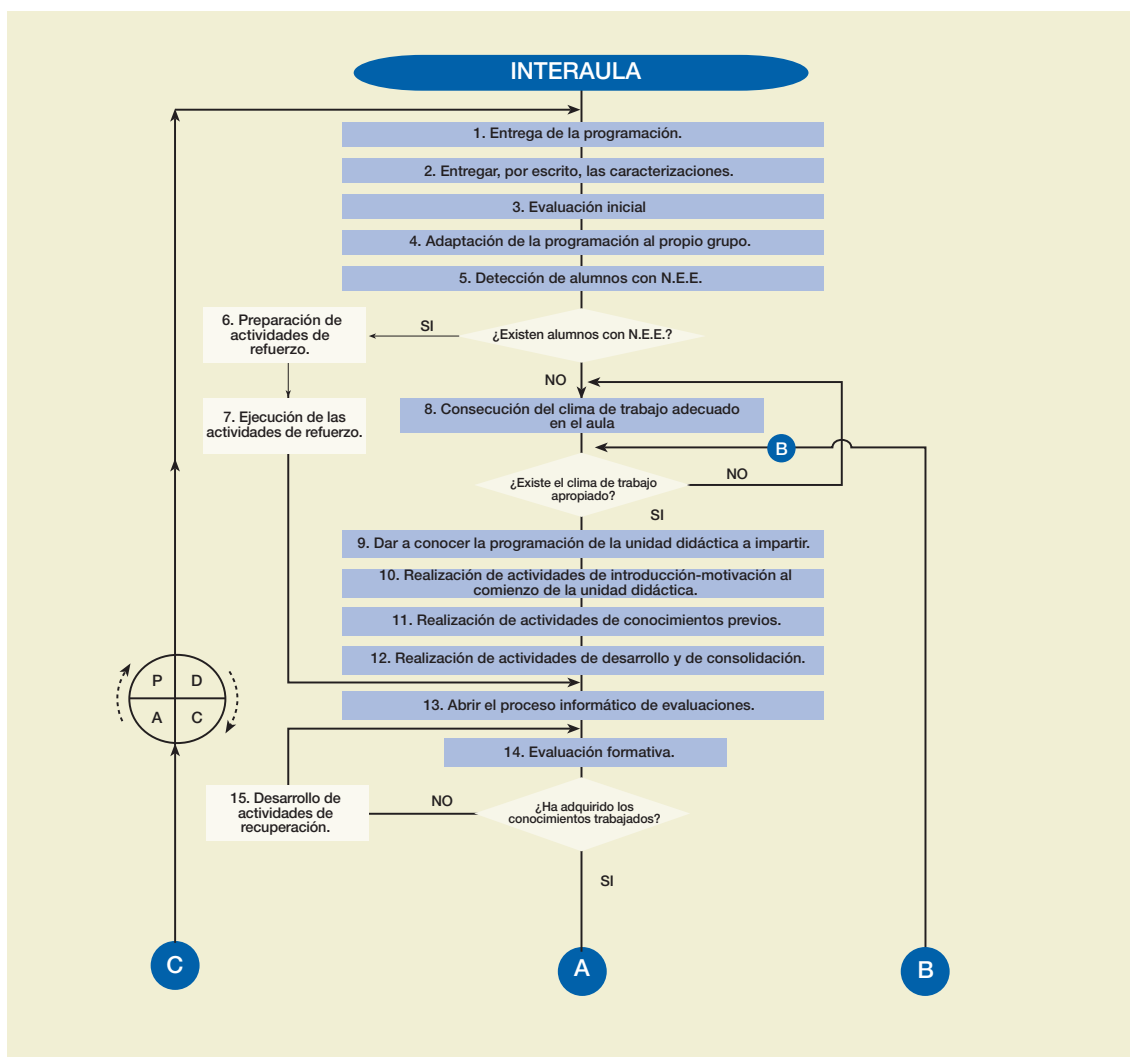 INTERAULA
1. Entrega de la programación.
2. Entregar, por escrito, las caracterizaciones.
3. Evaluación inicial
4. Adaptación de la programación al propio grupo.
5. Detección de alumnos con N.E.E.
6. Preparación de
actividades de
refuerzo.
SI
¿Existen alumnos con N.E.E.?
NO
7. Ejecución de las
actividades de refuerzo.
8. Consecución del clima de trabajo adecuado
en el aula
B
¿Existe el clima de trabajo
apropiado?
NO
SI
9. Dar a conocer la programación de la unidad didáctica a impartir.
10. Realización de actividades de introducción-motivación al
comienzo de la unidad didáctica.
11. Realización de actividades de conocimientos previos.
12. Realización de actividades de desarrollo y de consolidación.
P D
A C
13. Abrir el proceso informático de evaluaciones.
14. Evaluación formativa.
15. Desarrollo de
actividades de
recuperación.
NO
¿Ha adquirido los
conocimientos trabajados?
SI
C
A
B